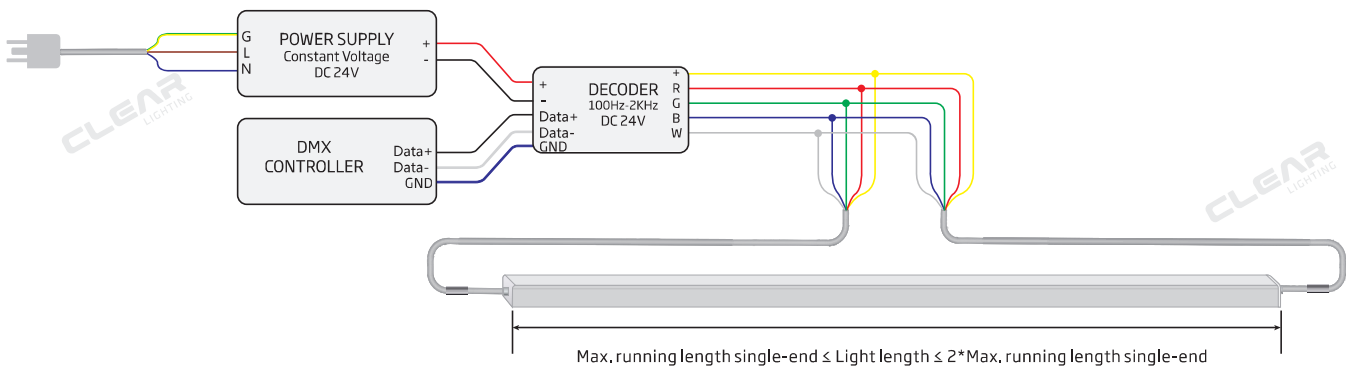 G
L
N
POWER SUPPLY
Constant Voltage
DC 24V
+
-
DMX
CONTROLLER
Data+
Data-
GND
+
-
Data+
Data-
GND
DECODER
100Hz-2KHz
DC 24V
+
R
G
B
W
CLEAR
LIGHTING
CLEAR
LIGHTING
Max. running length single-end ≤ Light length ≤ 2*Max. running length single-end